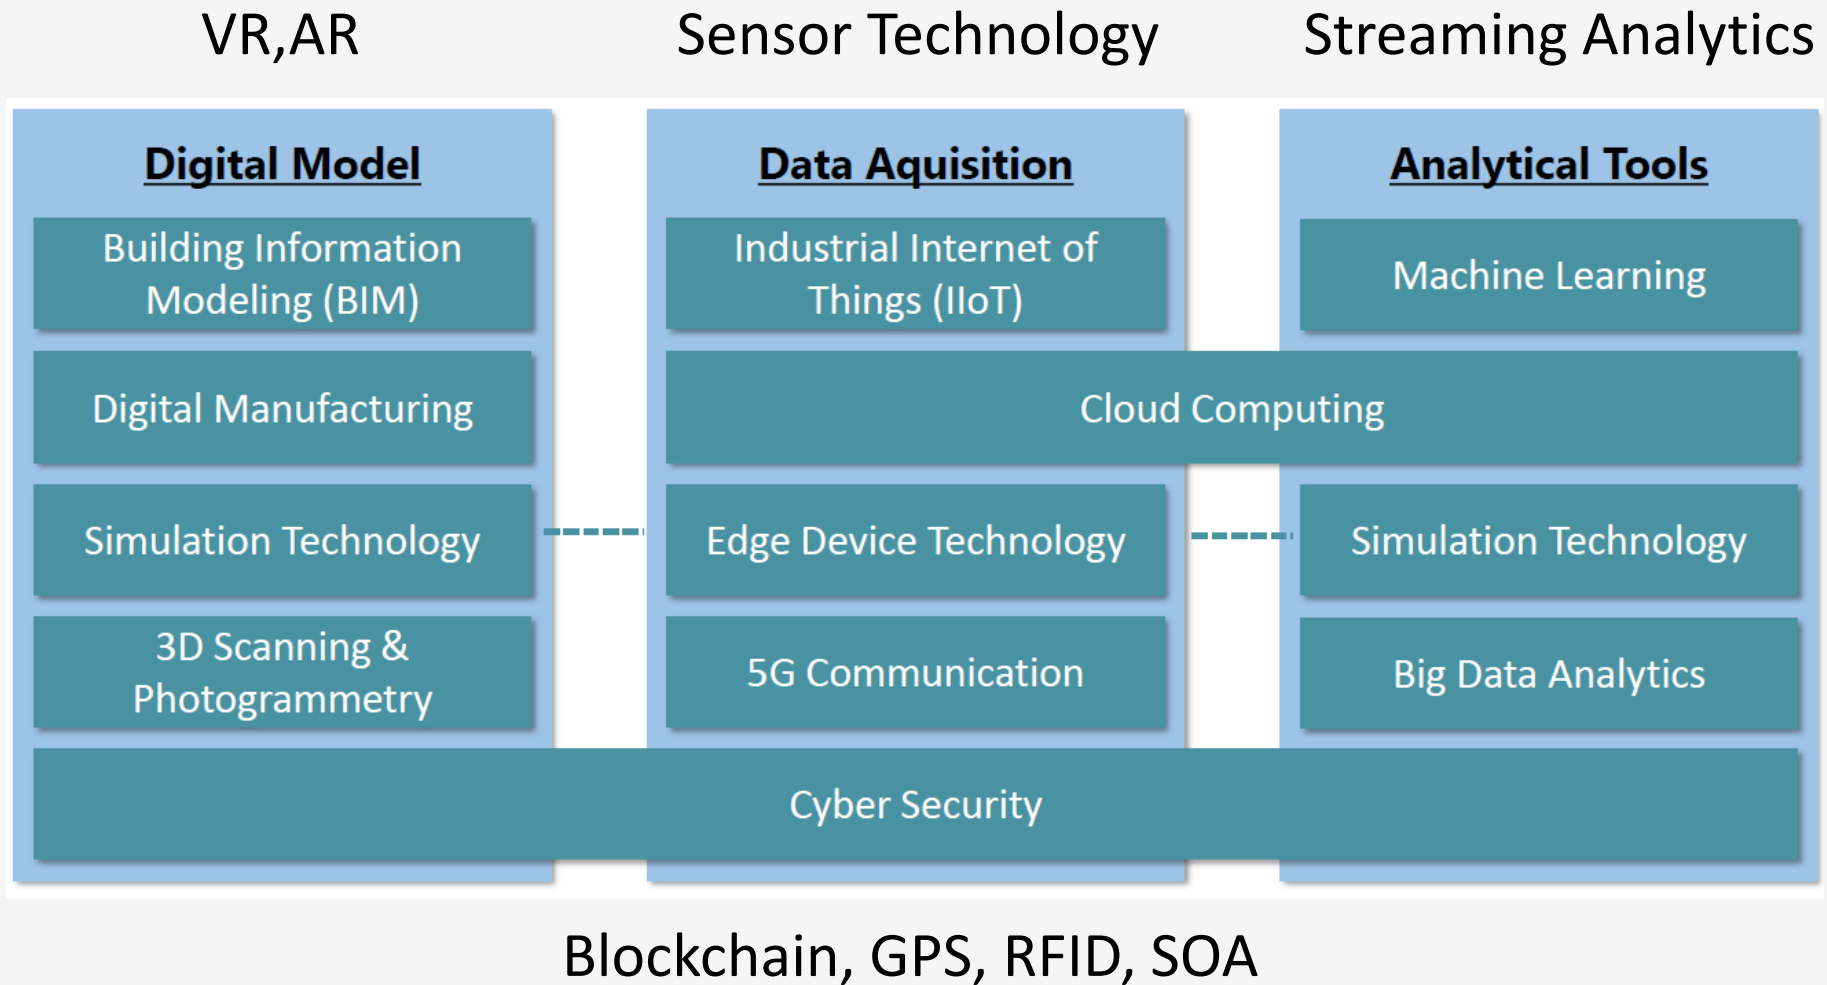 VR,AR
Sensor Technology
Streaming Analytics
Digital Model
Building Information
Modeling (BIM)
Digital Manufacturing
Simulation Technology
3D Scanning &
Photogrammetry
Data Aquisition
Industrial Internet of
Things (IIoT)
Cloud Computing
Edge Device Technology
5G Communication
Analytical Tools
Machine Learning
Simulation Technology
Big Data Analytics
Cyber Security
Blockchain, GPS, RFID, SOA